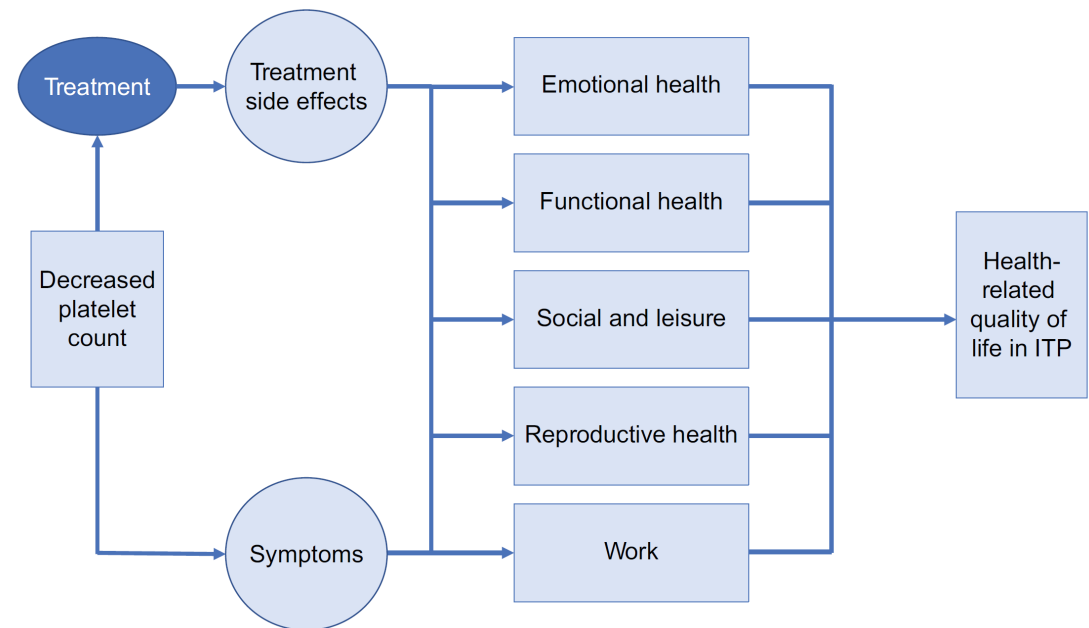 Treatment
Treatment
side effects
Emotional health
Functional health
Decreased
platelet
count
Social and leisure
Health-
related
quality of
life in ITP
Reproductive health
Symptoms
Work